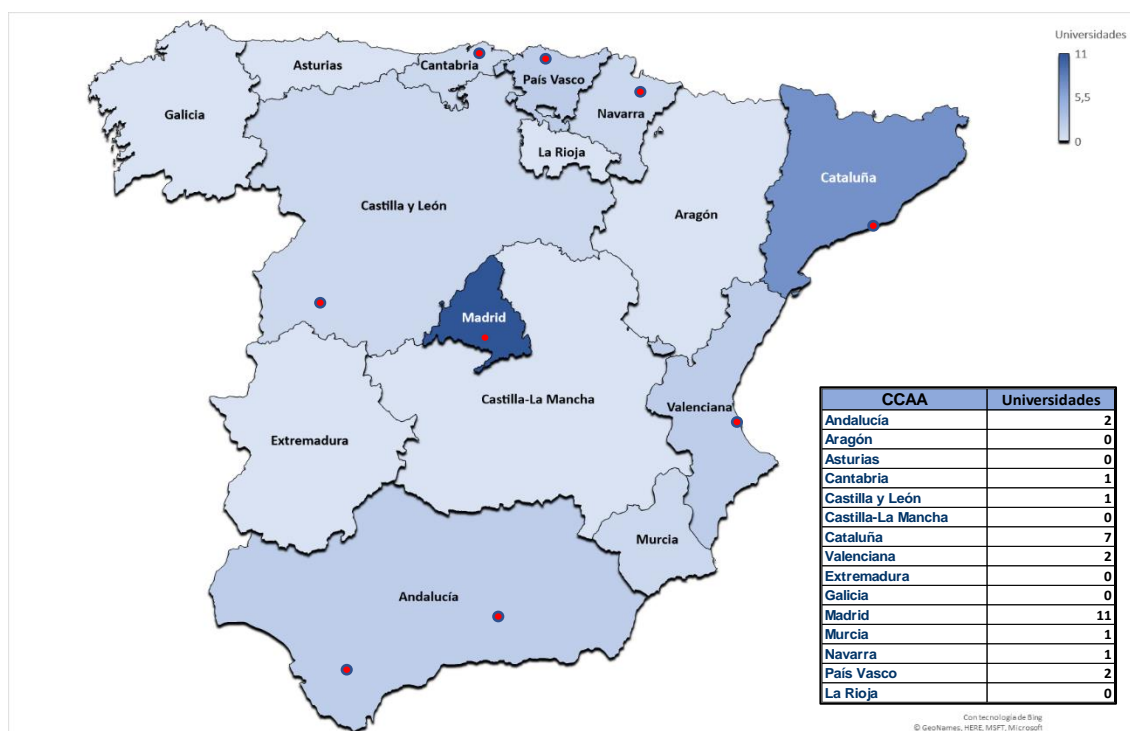 Universidades
11
5,5
0
Asturias
Cantabria
País Vasco
Galicia
Navarra
La Rioja
Cataluña
Castilla y León
Aragón
Madrid
Castilla-La Mancha
Valenciana
Extremadura
Murcia
Andalucía
CCAA Universidades
Andalucía 2
Aragón 0
Asturias 0
Cantabria 1
Castilla y León 1
Castilla-La Mancha 0
Cataluña 7
Valenciana 2
Extremadura 0
Galicia 0
Madrid 11
Murcia 1
Navarra 1
País Vasco 2
La Rioja 0
Con tecnología de Bing
© GeoNames, HERE, MSFT, Microsoft